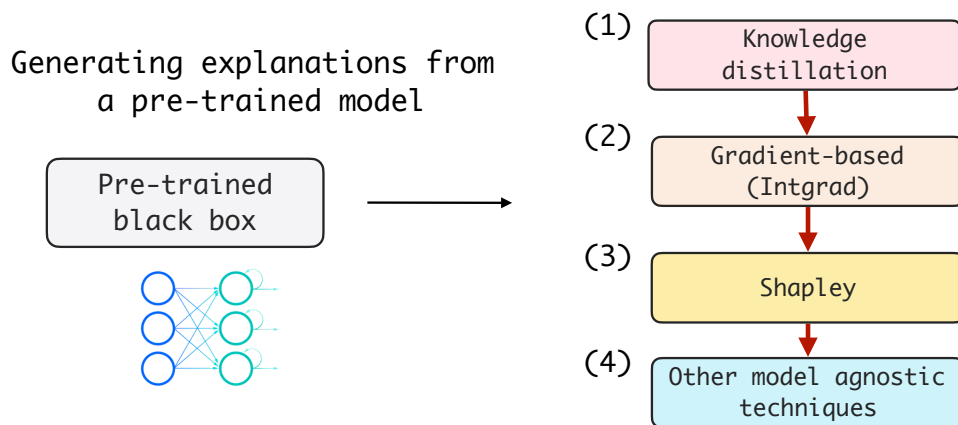 Generating explanations from
a pre-trained model
Pre-trained
black box
(1)
Knowledge
distillation
(2)
Gradient-based
(Intgrad)
(3)
Shapley
(4)
Other model agnostic
techniques